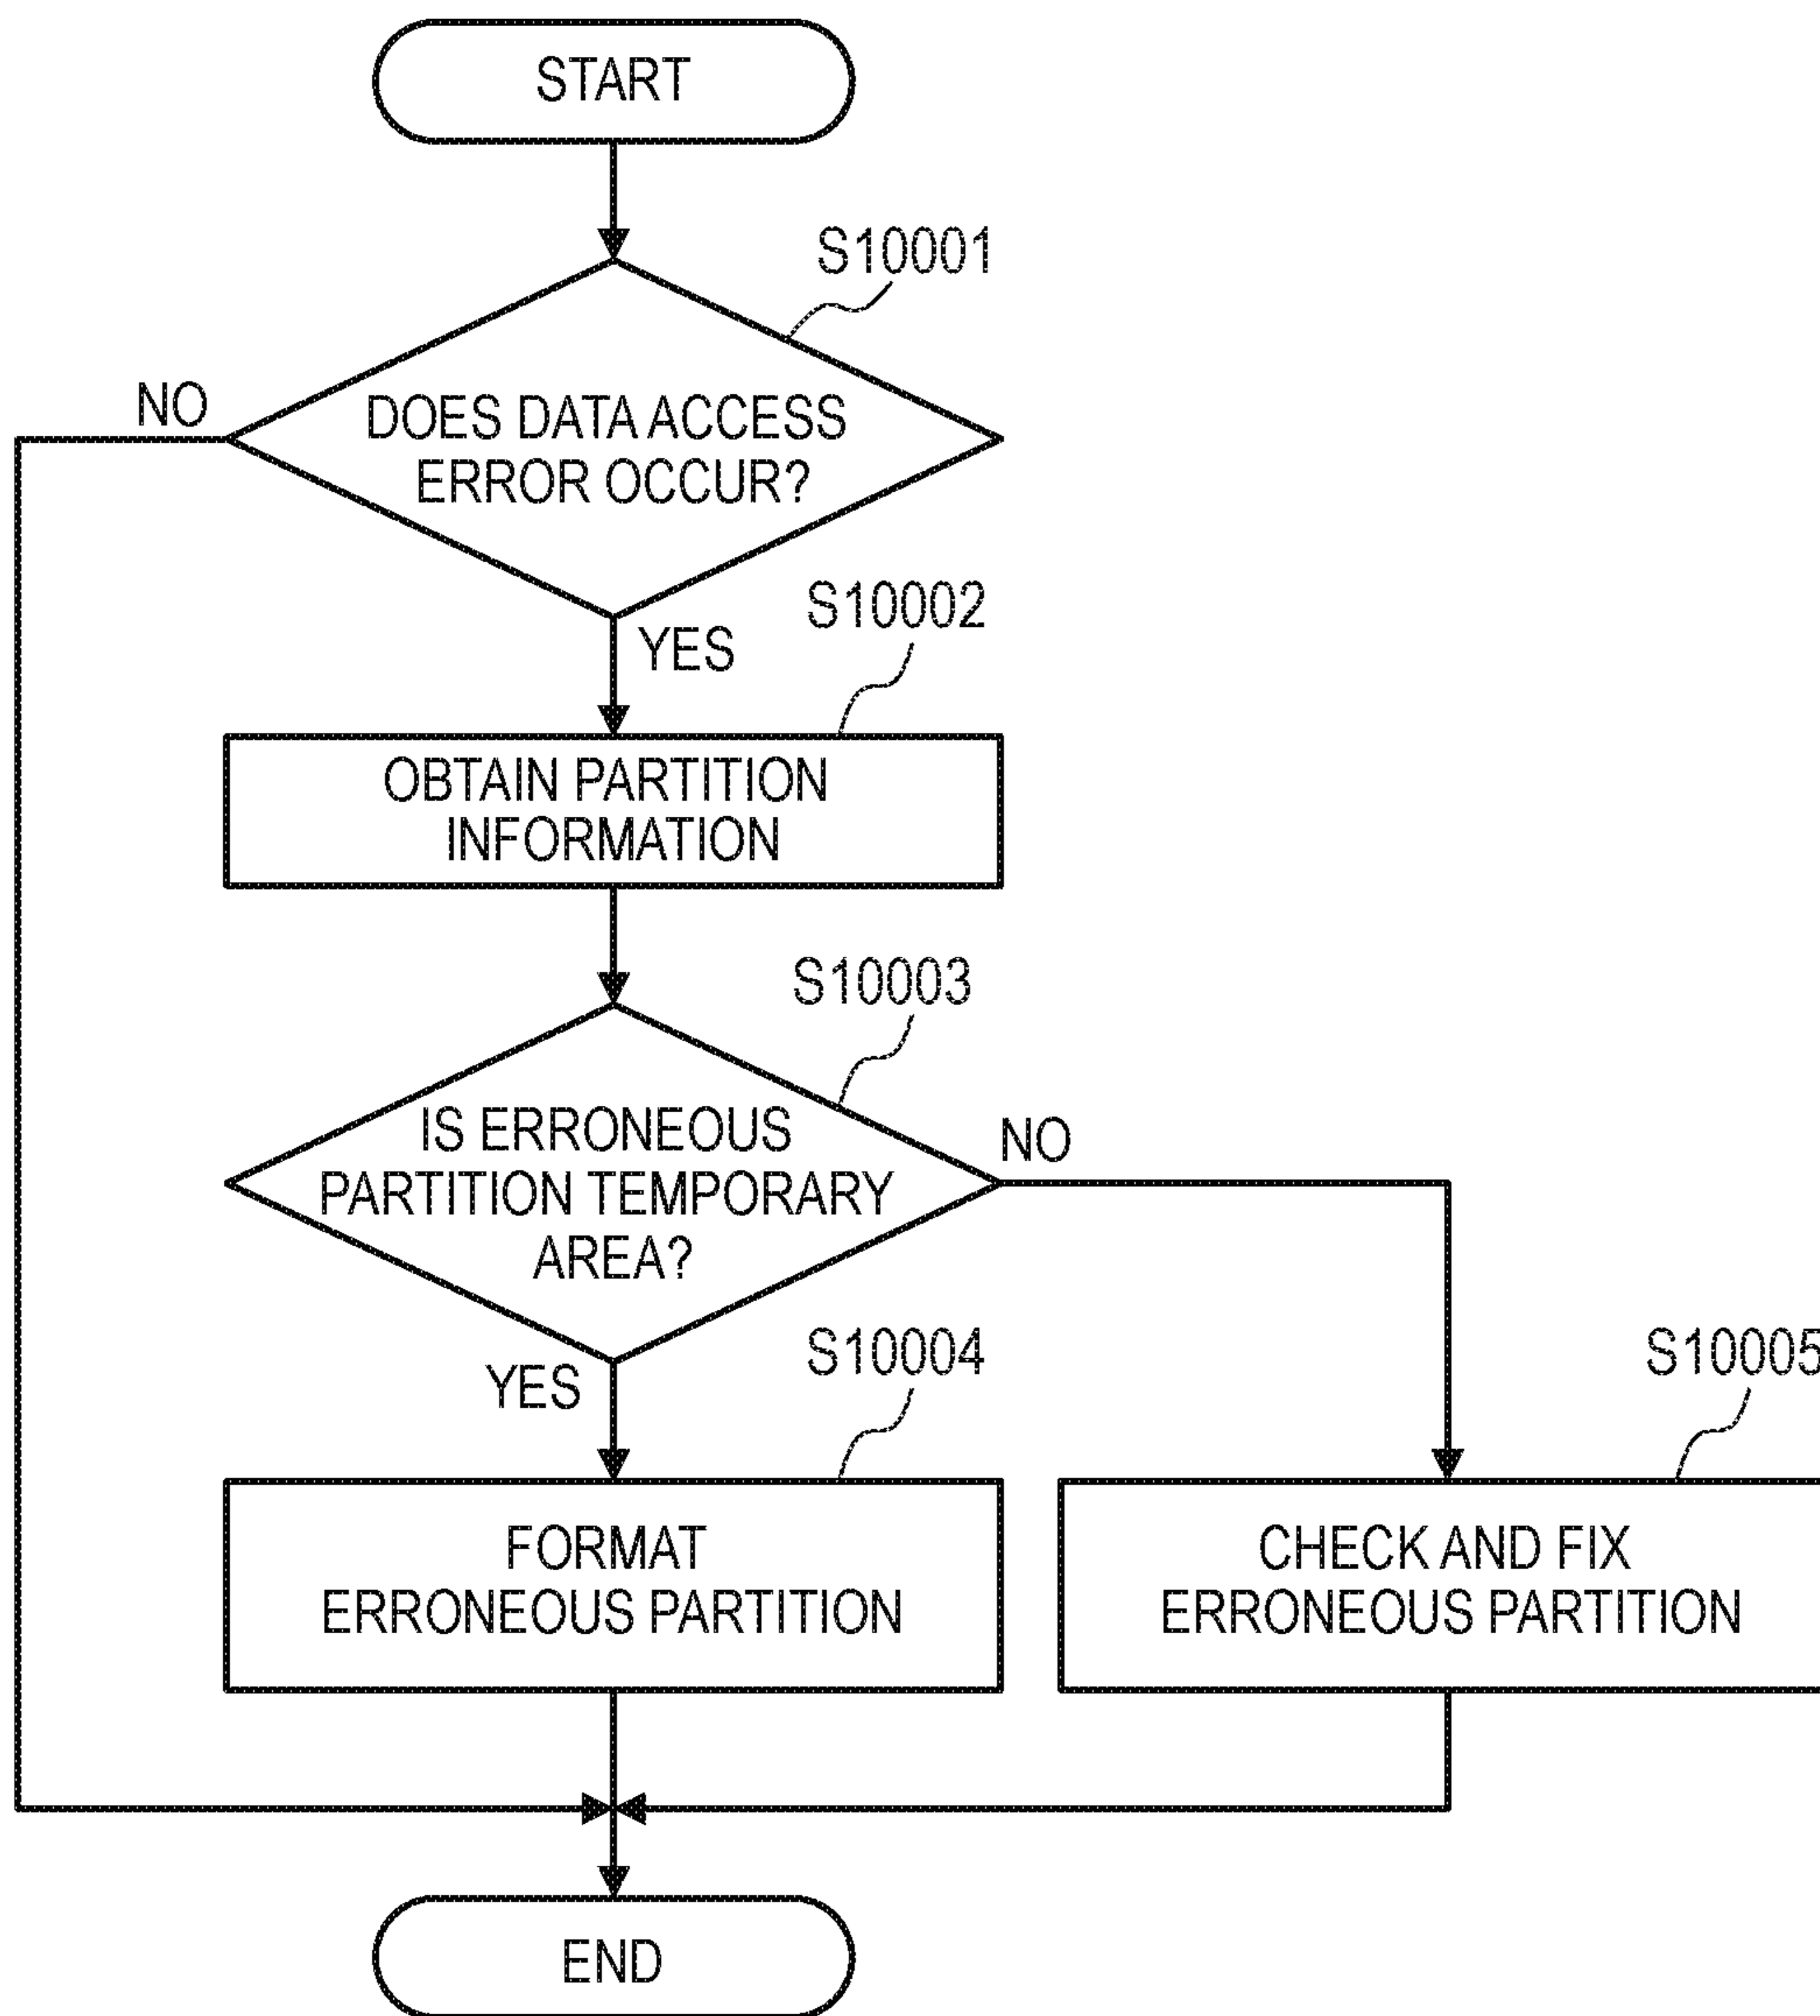 START
S10001
NO
DOES DATA ACCESS
ERROR OCCUR?
YES
S10002
OBTAIN PARTITION
INFORMATION
S10003
IS ERRONEOUS
PARTITION TEMPORARY
AREA?
NO
YES
S10004
S10005
FORMAT
ERRONEOUS PARTITION
CHECK AND FIX
ERRONEOUS PARTITION
END